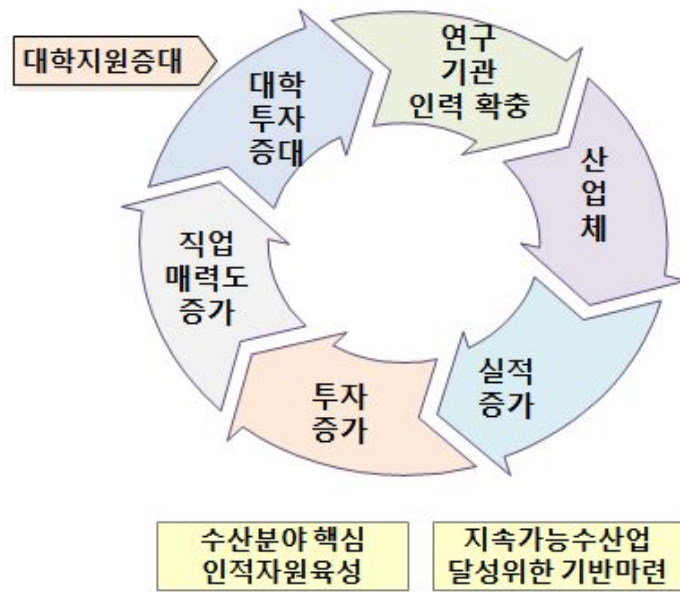 대학지원증대
대학
투자
증대
연구
기관
인력 확충
산
업
체
실적
증가
투자
증가
직업
매력도
증가
수산분야 핵심
인적자원육성
지속가능수산업
달성위한 기반마련